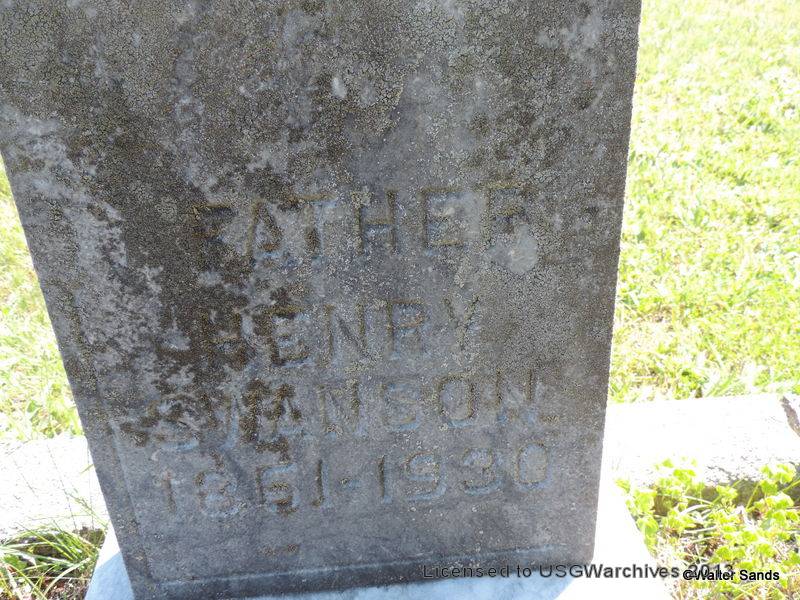 FATHER
HENRY
SWANSON
1861-1930
Licensed to USGWarchives 2013
©Walter Sands